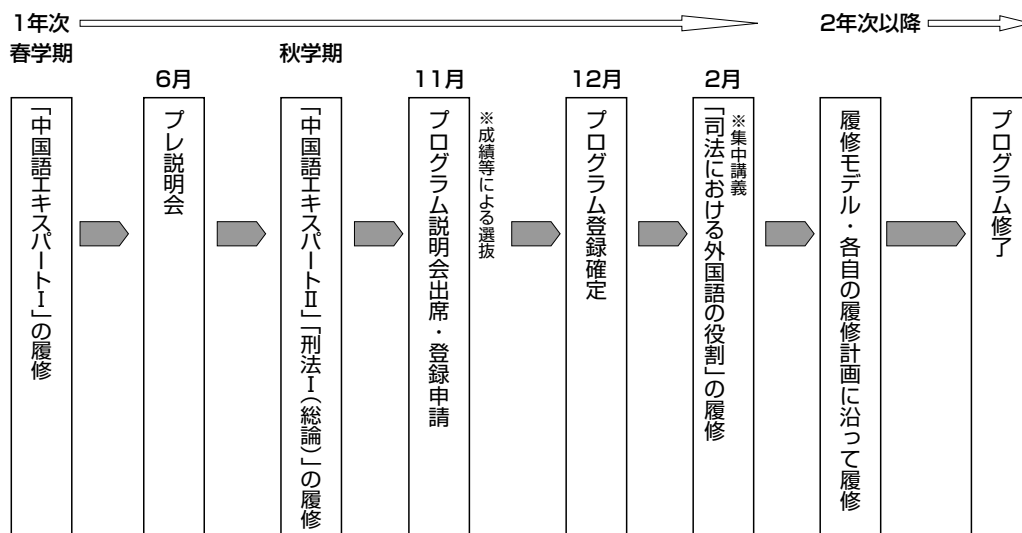 1年次
2年次以降
春学期
秋学期
6月
11月
12月
2月
「中国語エキスパートⅠ」の履修
プレ説明会
「中国語エキスパートⅡ」「刑法Ⅰ(総論)」の履修
プログラム説明会出席・登録申請
※成績等による選抜
プログラム登録確定
※集中講義
「司法における外国語の役割」の履修
履修モデル・各自の履修計画に沿って履修
プログラム修了